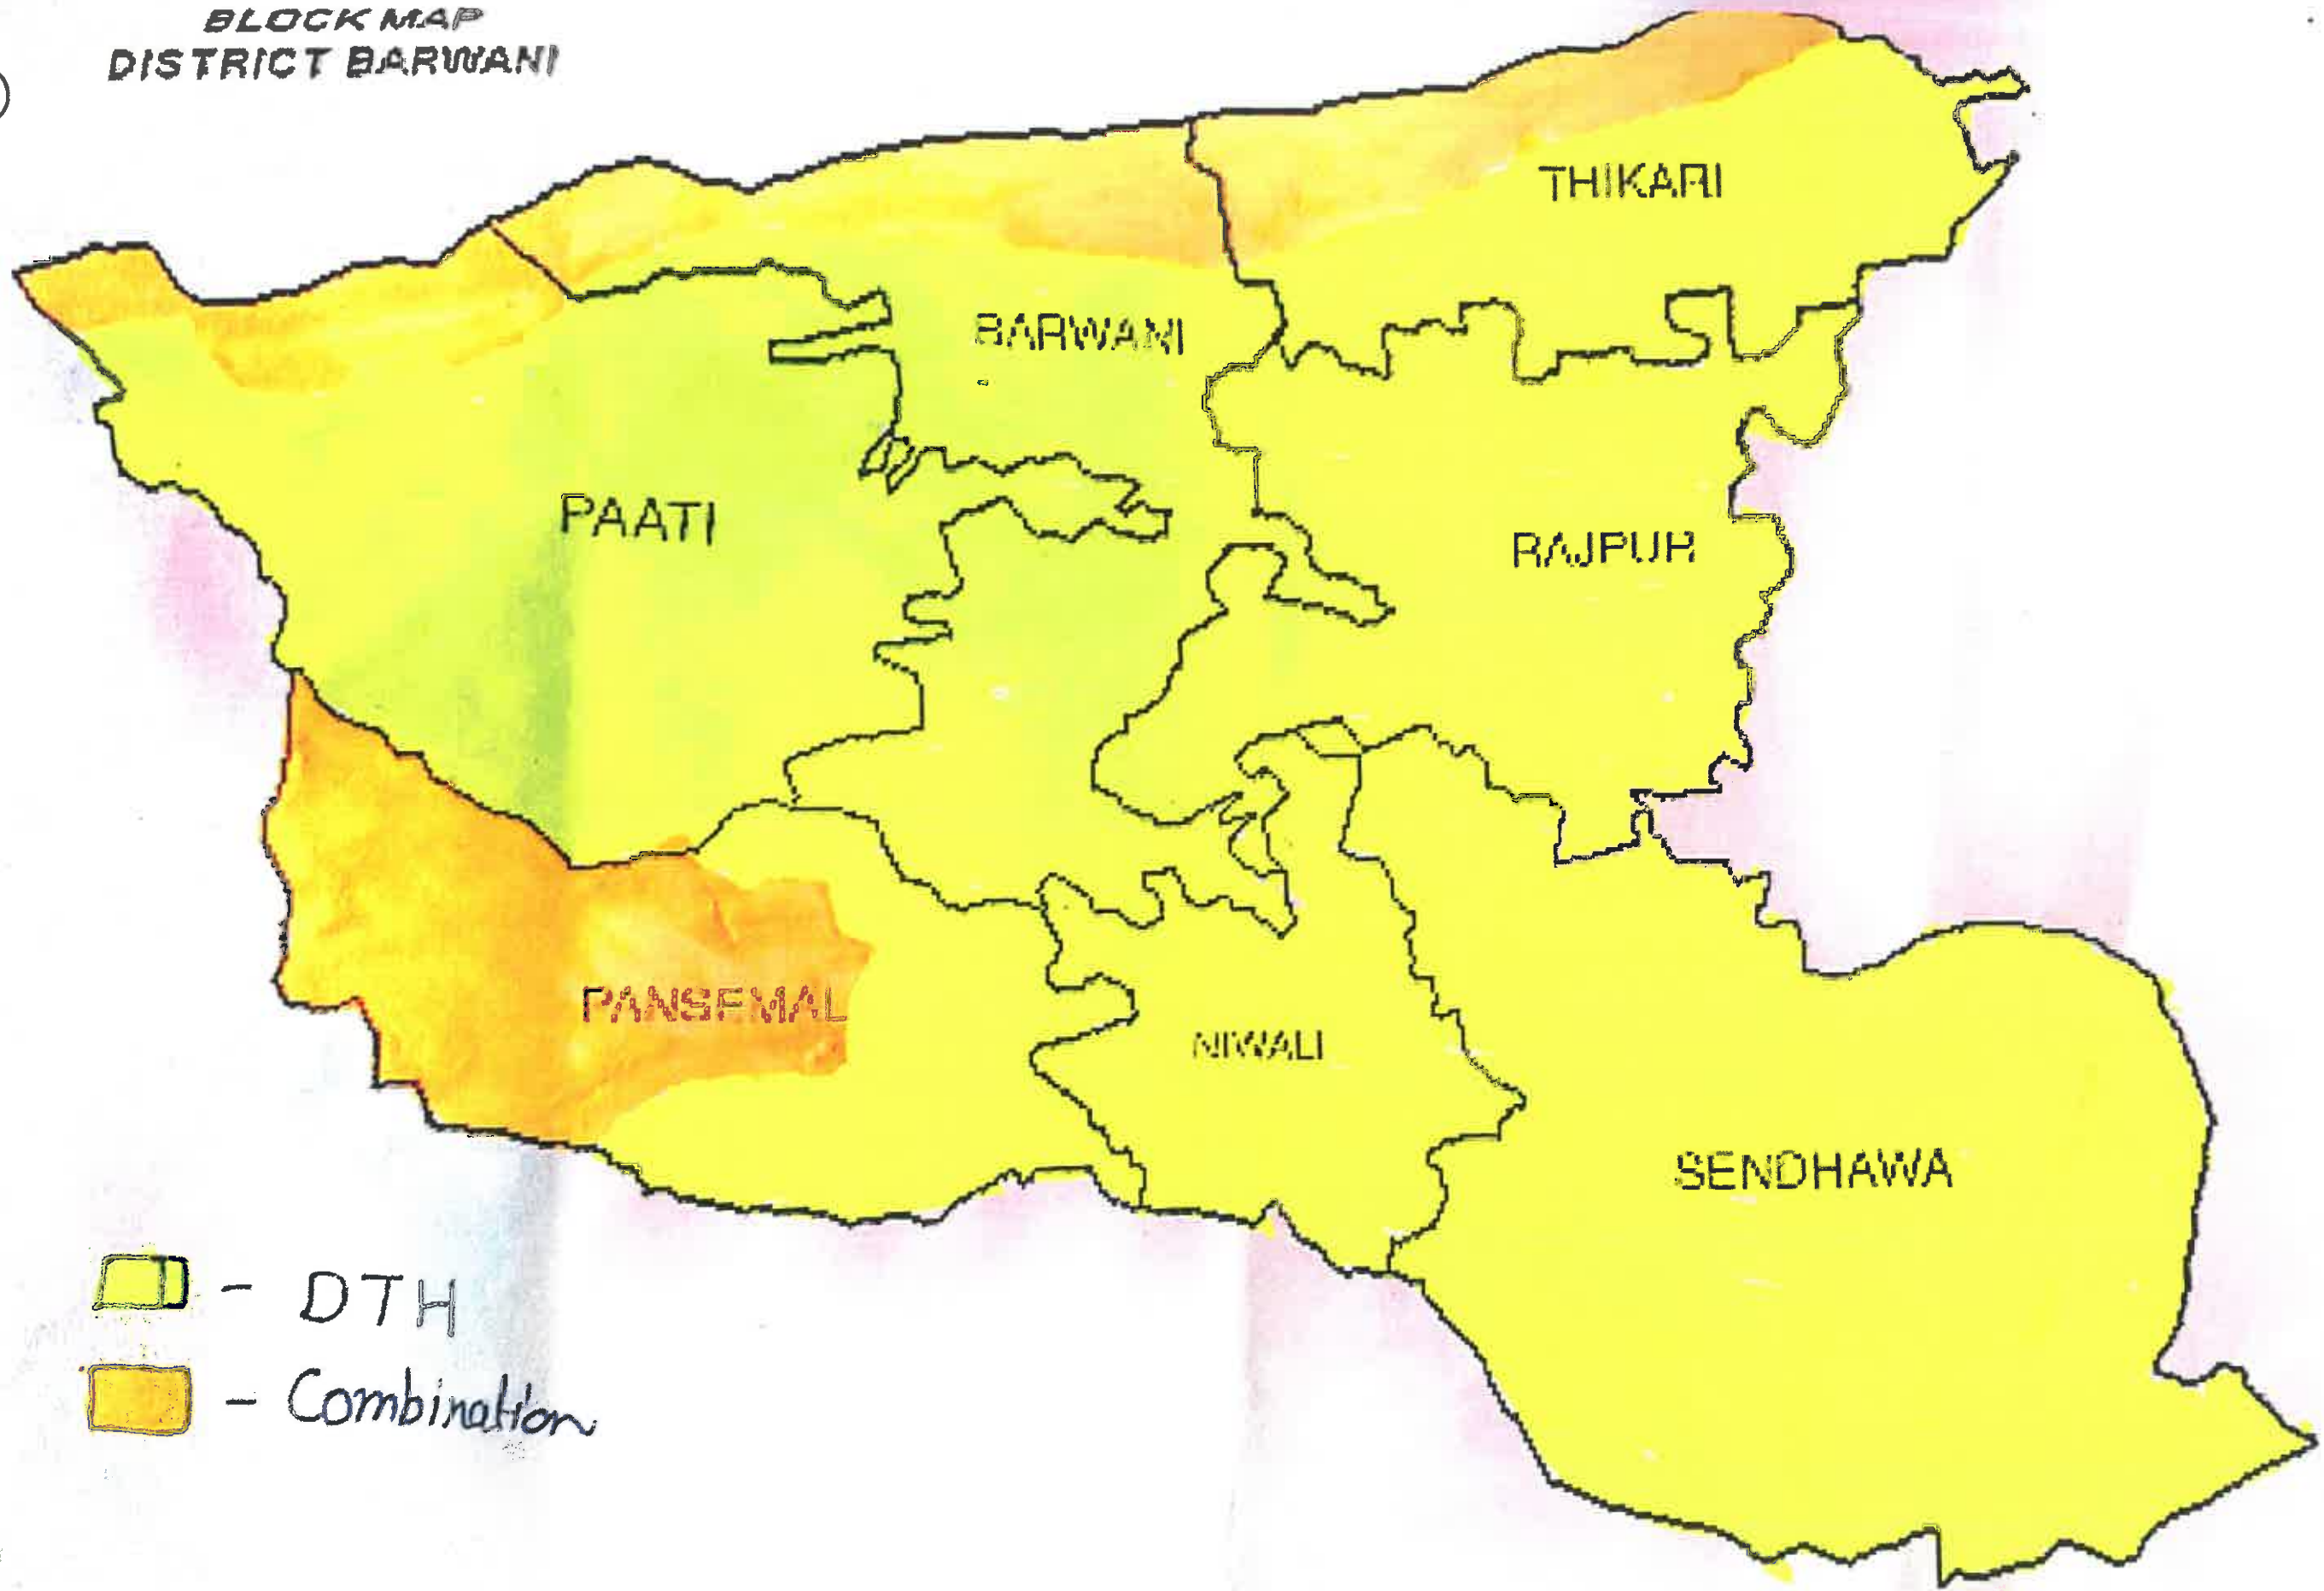 BLOCK MAP
DISTRICT BARWANI
THIKARI
BARWANI
PAATI
RAJPUR
PANSEMAL
NIWALI
SENDHAWA
- DTH
- Combination